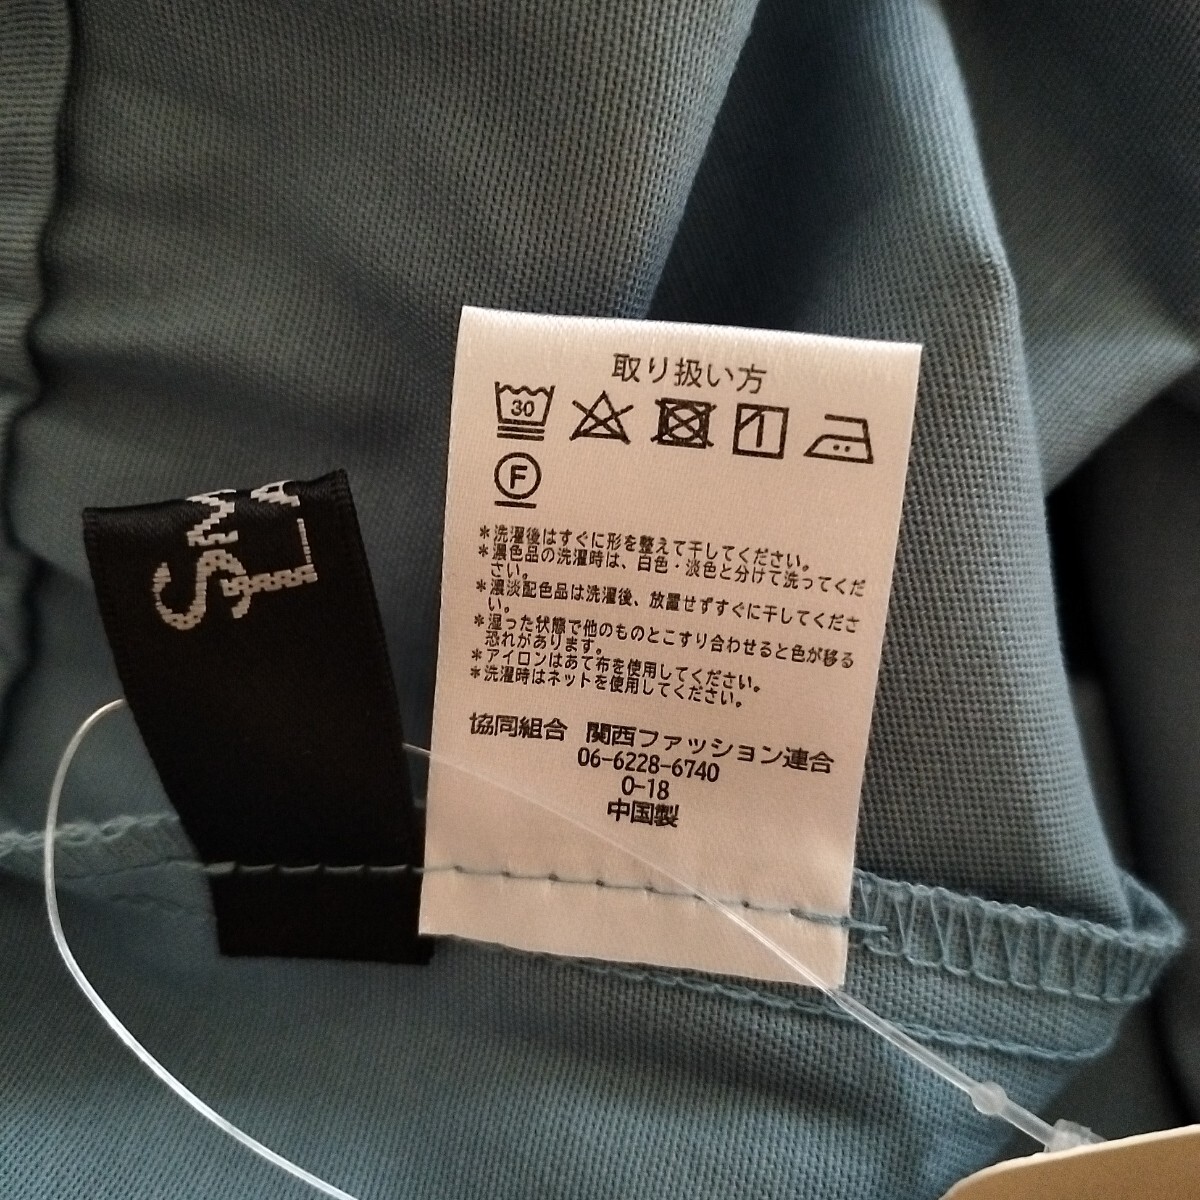 取り扱い方
30
F
*洗濯後はすぐに形を整えて干してください。
*濃色品の洗濯時は、白色・淡色と分けて洗ってくだ
さい。
*濃淡配色品は洗濯後、放置せずすぐに干してくださ
い。
*湿った状態で他のものとこすり合わせると色が移る
恐れがあります。
*アイロンはあて布を使用してください。
*洗濯時はネットを使用してください。
協同組合 関西ファッション連合
06-6228-6740
0-18
中国製